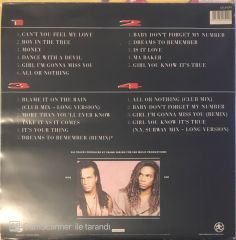 1
CAN'T YOU FEEL MY LOVE
BOY IN THE TREE
MONEY
DANCE WITH A DEVIL
GIRL I'M GONNA MISS YOU
ALL OR NOTHING
2
BABY DON'T FORGET MY NUMBER
DREAMS TO REMEMBER
IS IT LOVE
MA BAKER
GIRL YOU KNOW IT'S TRUE
3
BLAME IT ON THE RAIN
(CLUB MIX - LONG VERSION)
MORE THAN YOU'LL EVER KNOW
TAKE IT AS IT COMES
IT'S YOUR THING
DREAMS TO REMEMBER (REMIX)*
4
ALL OR NOTHING (CLUB MIX)
BABY DON'T FORGET MY NUMBER
GIRL I'M GONNA MISS YOU (REMIX)
GIRL YOU KNOW IT'S TRUE
(N.Y. SUBWAY MIX - LONG VERSION)
ile tarandı